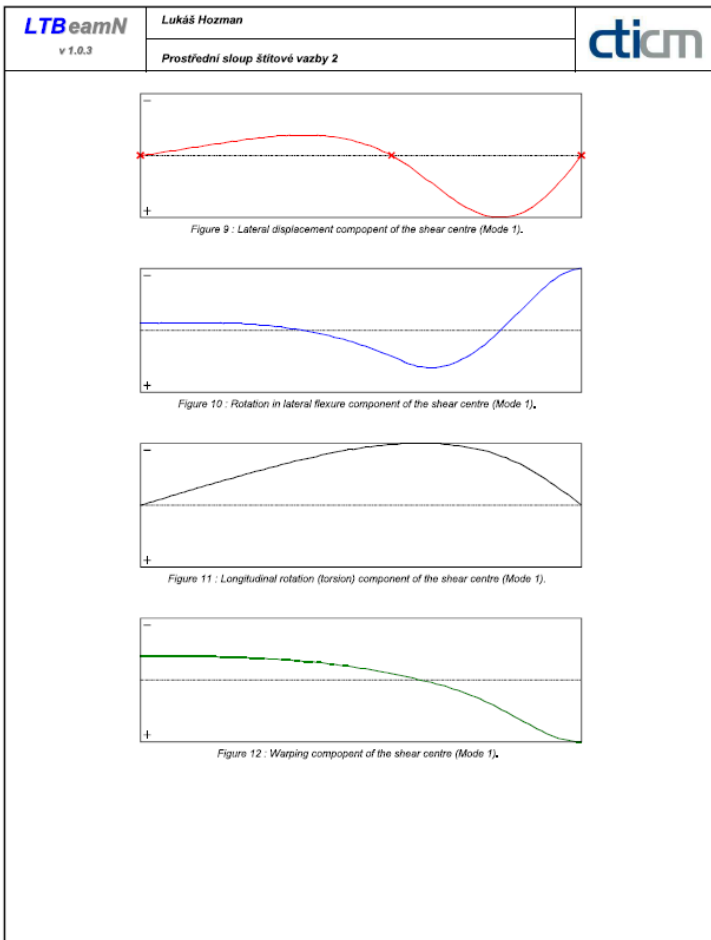 LTBeamN
v 1.0.3
Lukáš Hozman
Prostřední sloup štítové vazby 2
cticm
−
+
Figure 9 : Lateral displacement compopent of the shear centre (Mode 1).
−
+
Figure 10 : Rotation in lateral flexure component of the shear centre (Mode 1).
−
+
Figure 11 : Longitudinal rotation (torsion) component of the shear centre (Mode 1).
−
+
Figure 12 : Warping compopent of the shear centre (Mode 1).